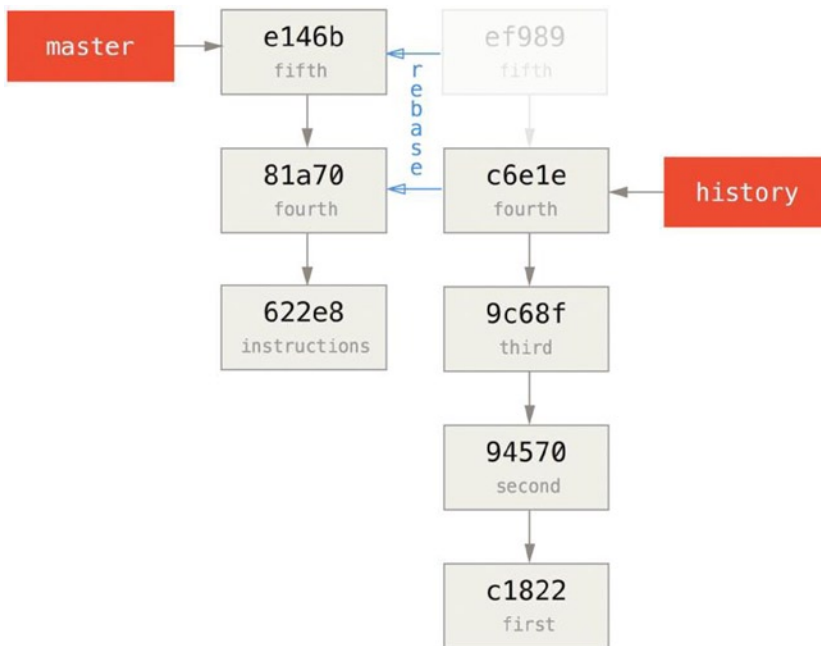 master
e146b
fifth
ef989
fifth
rebase
81a70
fourth
c6e1e
fourth
history
622e8
instructions
9c68f
third
94570
second
c1822
first